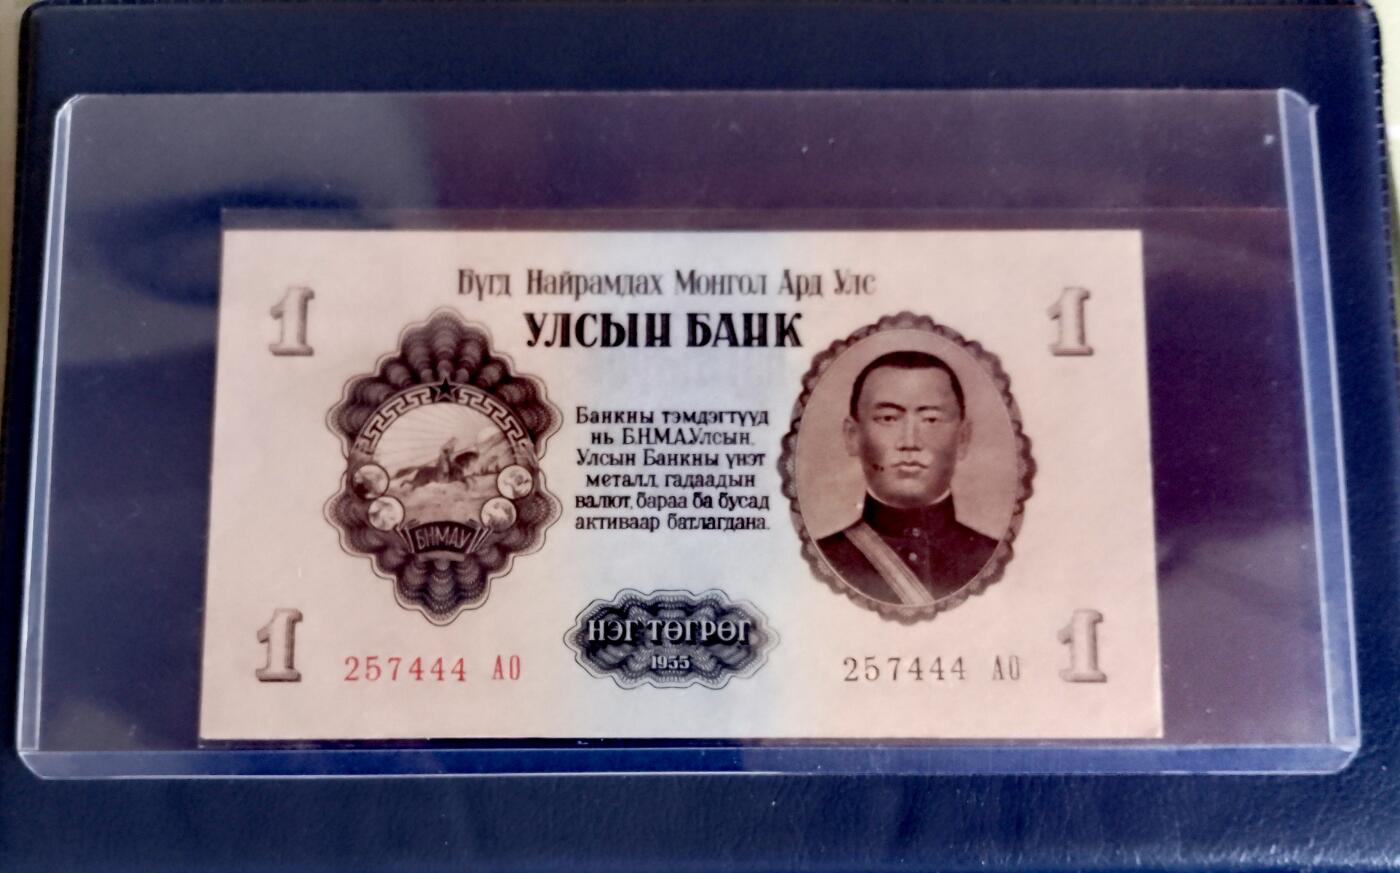 Бүгд Найрамдах Монгол Ард Улс
УЛСЫН БАНК
1
1
Банкны тэмдэгтүүд
нь Б.Н.М.А.Улсын,
Улсын Банкны үнэт
металл, гадаадын
валют, бараа ба бусад
активаар батлагдана.
БНМАУ
НЭГ ТӨГРӨГ
1955
1
257444 АО
257444 АО
1